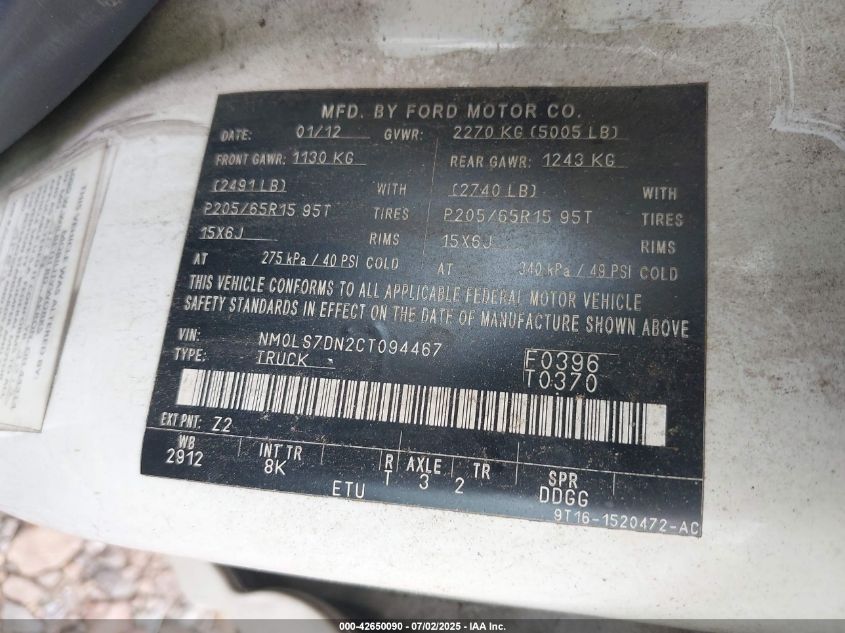 MFD. BY FORD MOTOR CO.
DATE: 01/12 GVWR: 2270 KG (5005 LB)
FRONT GAWR: 1130 KG REAR GAWR: 1243 KG
(2491 LB) WITH (2740 LB) WITH
P205/65R15 95T TIRES P205/65R15 95T TIRES
15X6J RIMS 15X6J RIMS
AT 275 kPa / 40 PSI COLD AT 340 kPa / 49 PSI COLD
THIS VEHICLE CONFORMS TO ALL APPLICABLE FEDERAL MOTOR VEHICLE
SAFETY STANDARDS IN EFFECT ON THE DATE OF MANUFACTURE SHOWN ABOVE
VIN: NM0LS7DN2CT094467
TYPE: TRUCK
F0396
T0370
EXT PNT: Z2
WB INT TR R AXLE TR SPR
2912 8K T 3 2 DDGG
ETU
9T16-1520472-AC
THIS VEHICLE WAS ALTERED BY:
000-42650090 - 07/02/2025 - IAA Inc.